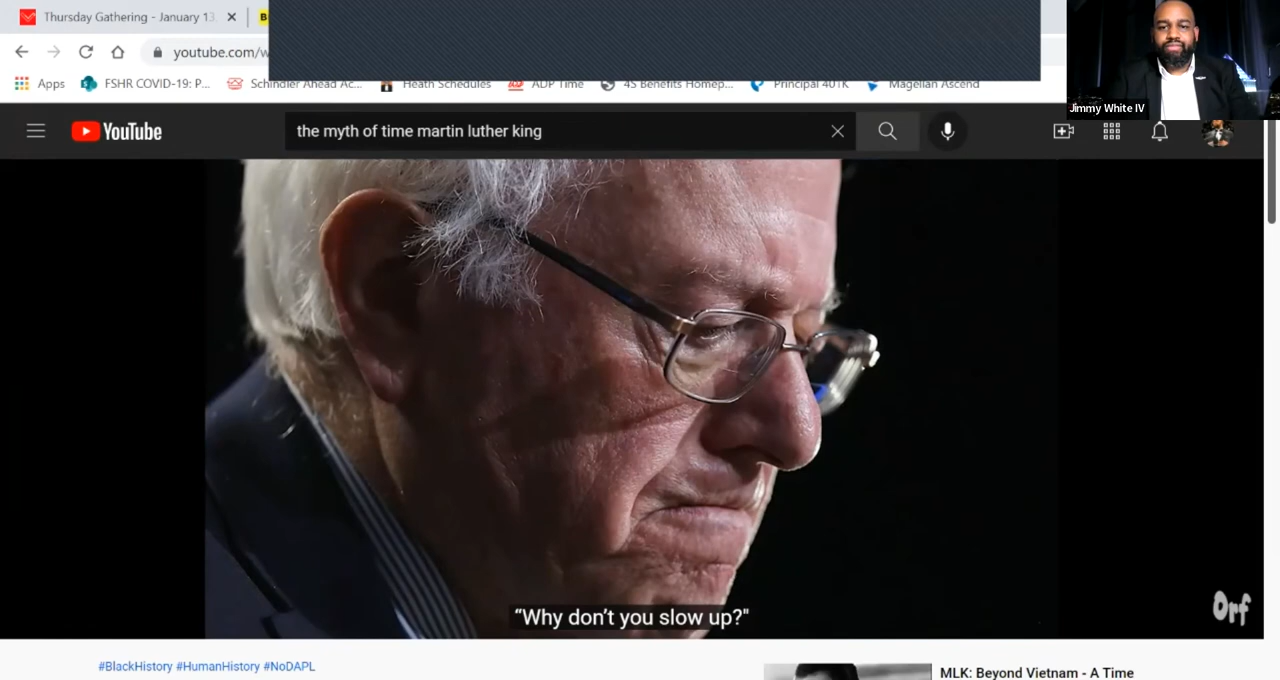 Thursday Gathering - January 13.
youtube.com/w
Apps
FSHR COVID-19: P...
Schindler Ahead Ac...
Heath Schedules
ADP Time
4S Benefits Homep...
Principal 401K
Magellan Ascend
Jimmy White IV
YouTube
the myth of time martin luther king
“Why don’t you slow up?"
Orf
#BlackHistory #HumanHistory #NoDAPL
MLK: Beyond Vietnam - A Time